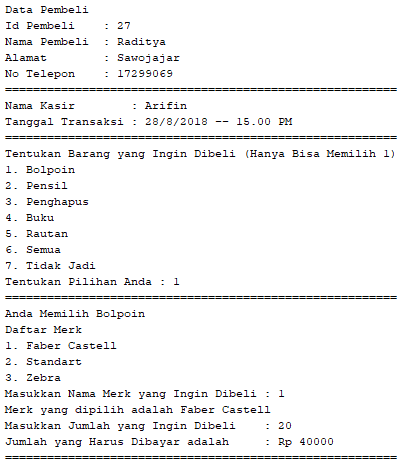 Data Pembeli
Id Pembeli    : 27
Nama Pembeli  : Raditya
Alamat        : Sawojajar
No Telepon    : 17299069
========================================================
Nama Kasir        : Arifin
Tanggal Transaksi : 28/8/2018 -- 15.00 PM
========================================================
Tentukan Barang yang Ingin Dibeli (Hanya Bisa Memilih 1)
1. Bolpoin
2. Pensil
3. Penghapus
4. Buku
5. Rautan
6. Semua
7. Tidak Jadi
Tentukan Pilihan Anda : 1
========================================================
Anda Memilih Bolpoin
Daftar Merk
1. Faber Castell
2. Standart
3. Zebra
Masukkan Nama Merk yang Ingin Dibeli : 1
Merk yang dipilih adalah Faber Castell
Masukkan Jumlah yang Ingin Dibeli    : 20
Jumlah yang Harus Dibayar adalah     : Rp 40000
========================================================